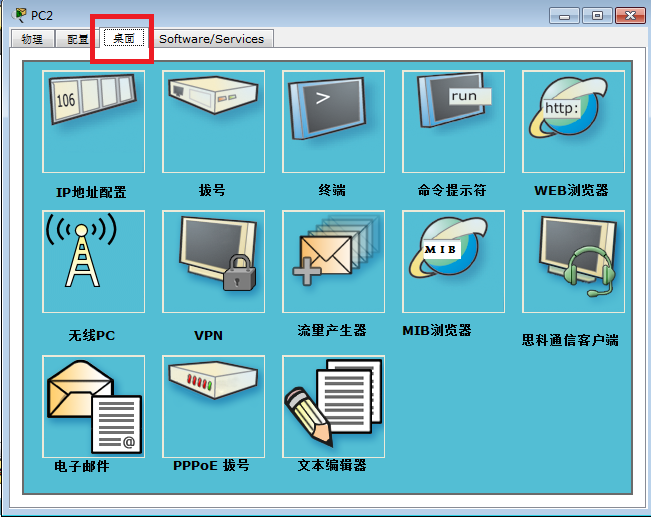 PC2
物理 配置 桌面 Software/Services
106 > run http:
IP地址配置 拔号 终端 命令提示符 WEB浏览器
MIB
无线PC VPN 流量产生器 MIB浏览器 思科通信客户端
@
电子邮件 PPPoE 拔号 文本编辑器